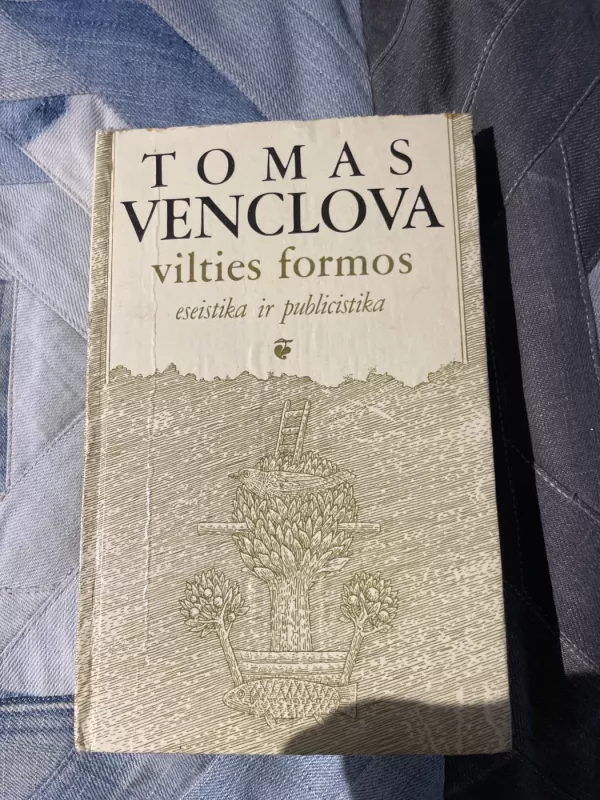 TOMAS
VENCLOVA
vilties formos
eseistika ir publicistika